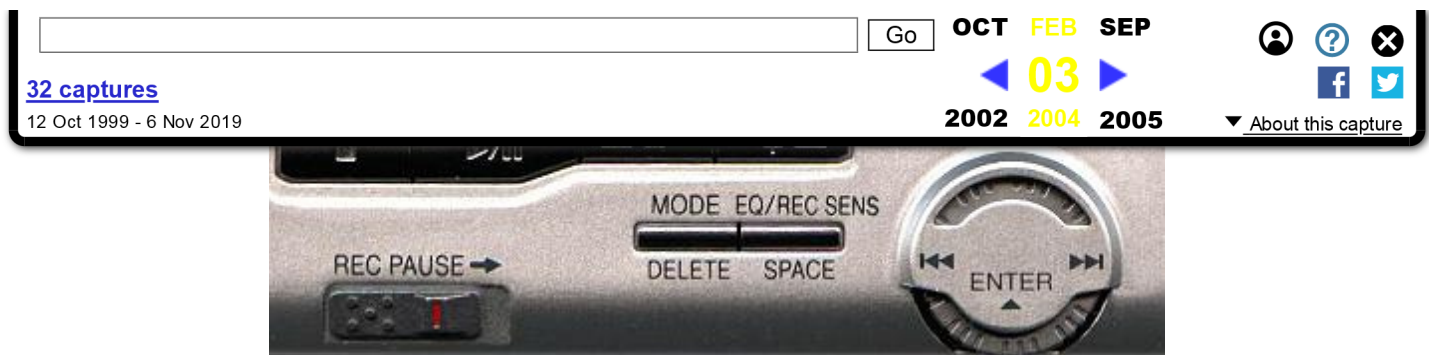 Go
OCT FEB SEP
03
32 captures
2002 2004 2005
12 Oct 1999 - 6 Nov 2019
About this capture
MODE EQ/REC SENS
REC PAUSE
DELETE SPACE
ENTER